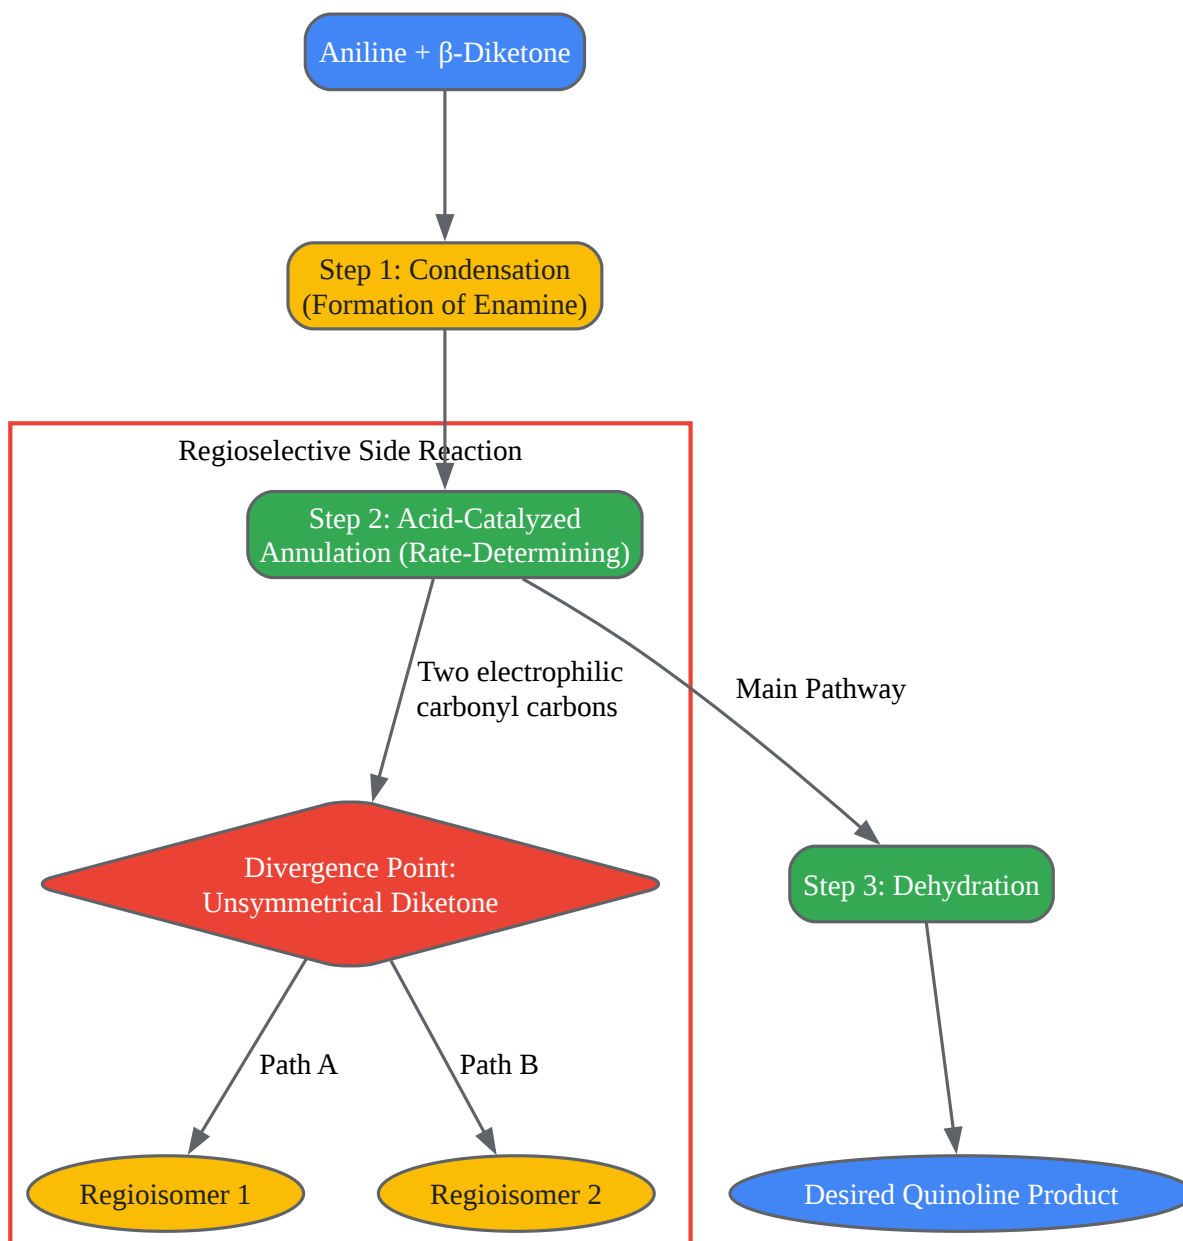 Aniline + β-Diketone
Step 1: Condensation
(Formation of Enamine)
Regioselective Side Reaction
Step 2: Acid-Catalyzed
Annulation (Rate-Determining)
Two electrophilic
carbonyl carbons
Main Pathway
Divergence Point:
Unsymmetrical Diketone
Step 3: Dehydration
Path A
Path B
Regioisomer 1
Regioisomer 2
Desired Quinoline Product